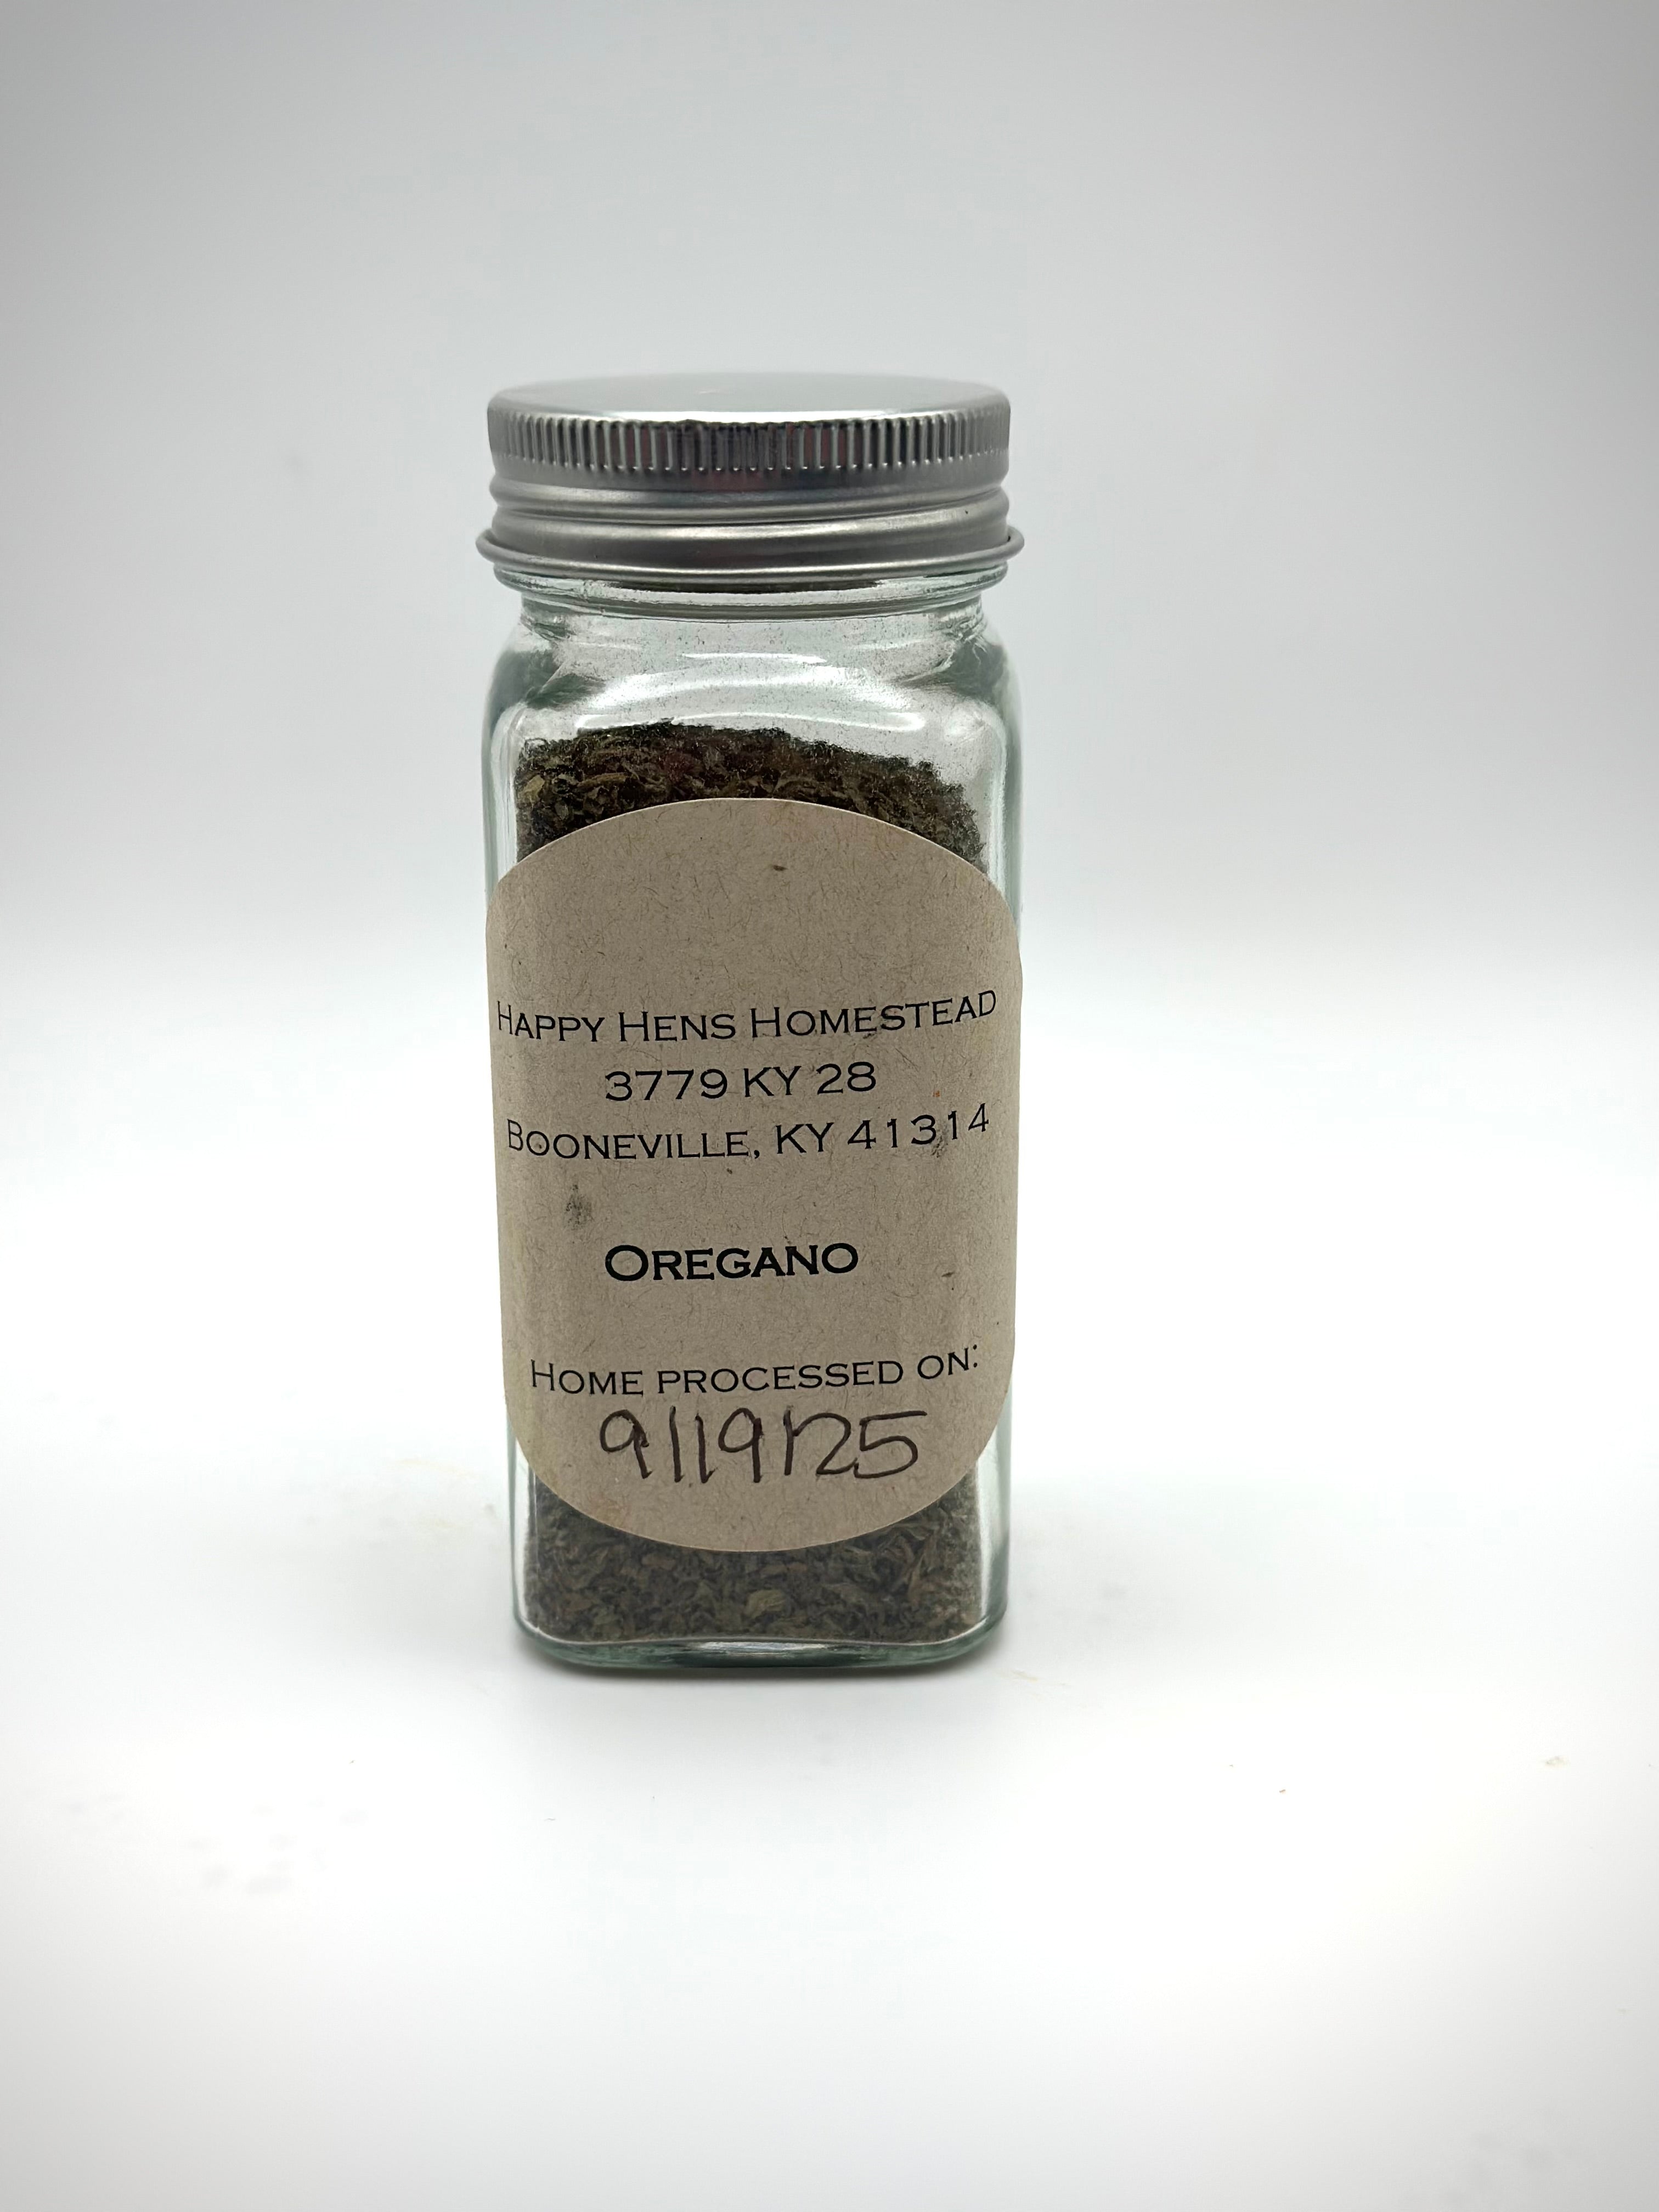 Happy Hens Homestead
3779 KY 28
Booneville, KY 41314
Oregano
Home processed on:
9/19/25